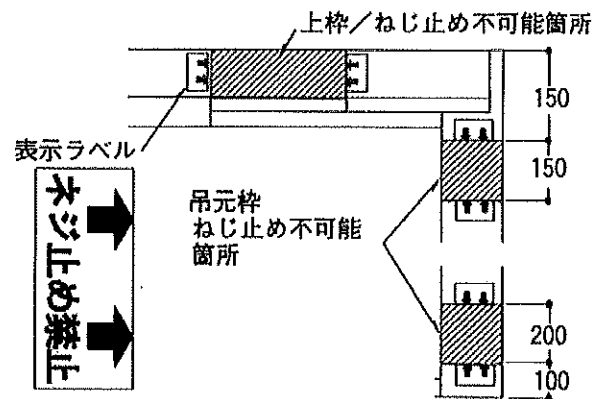 上枠／ねじ止め不可能箇所
150
表示ラベル
150
ネジ止め禁止
吊元枠
ねじ止め不可能
箇所
200
100